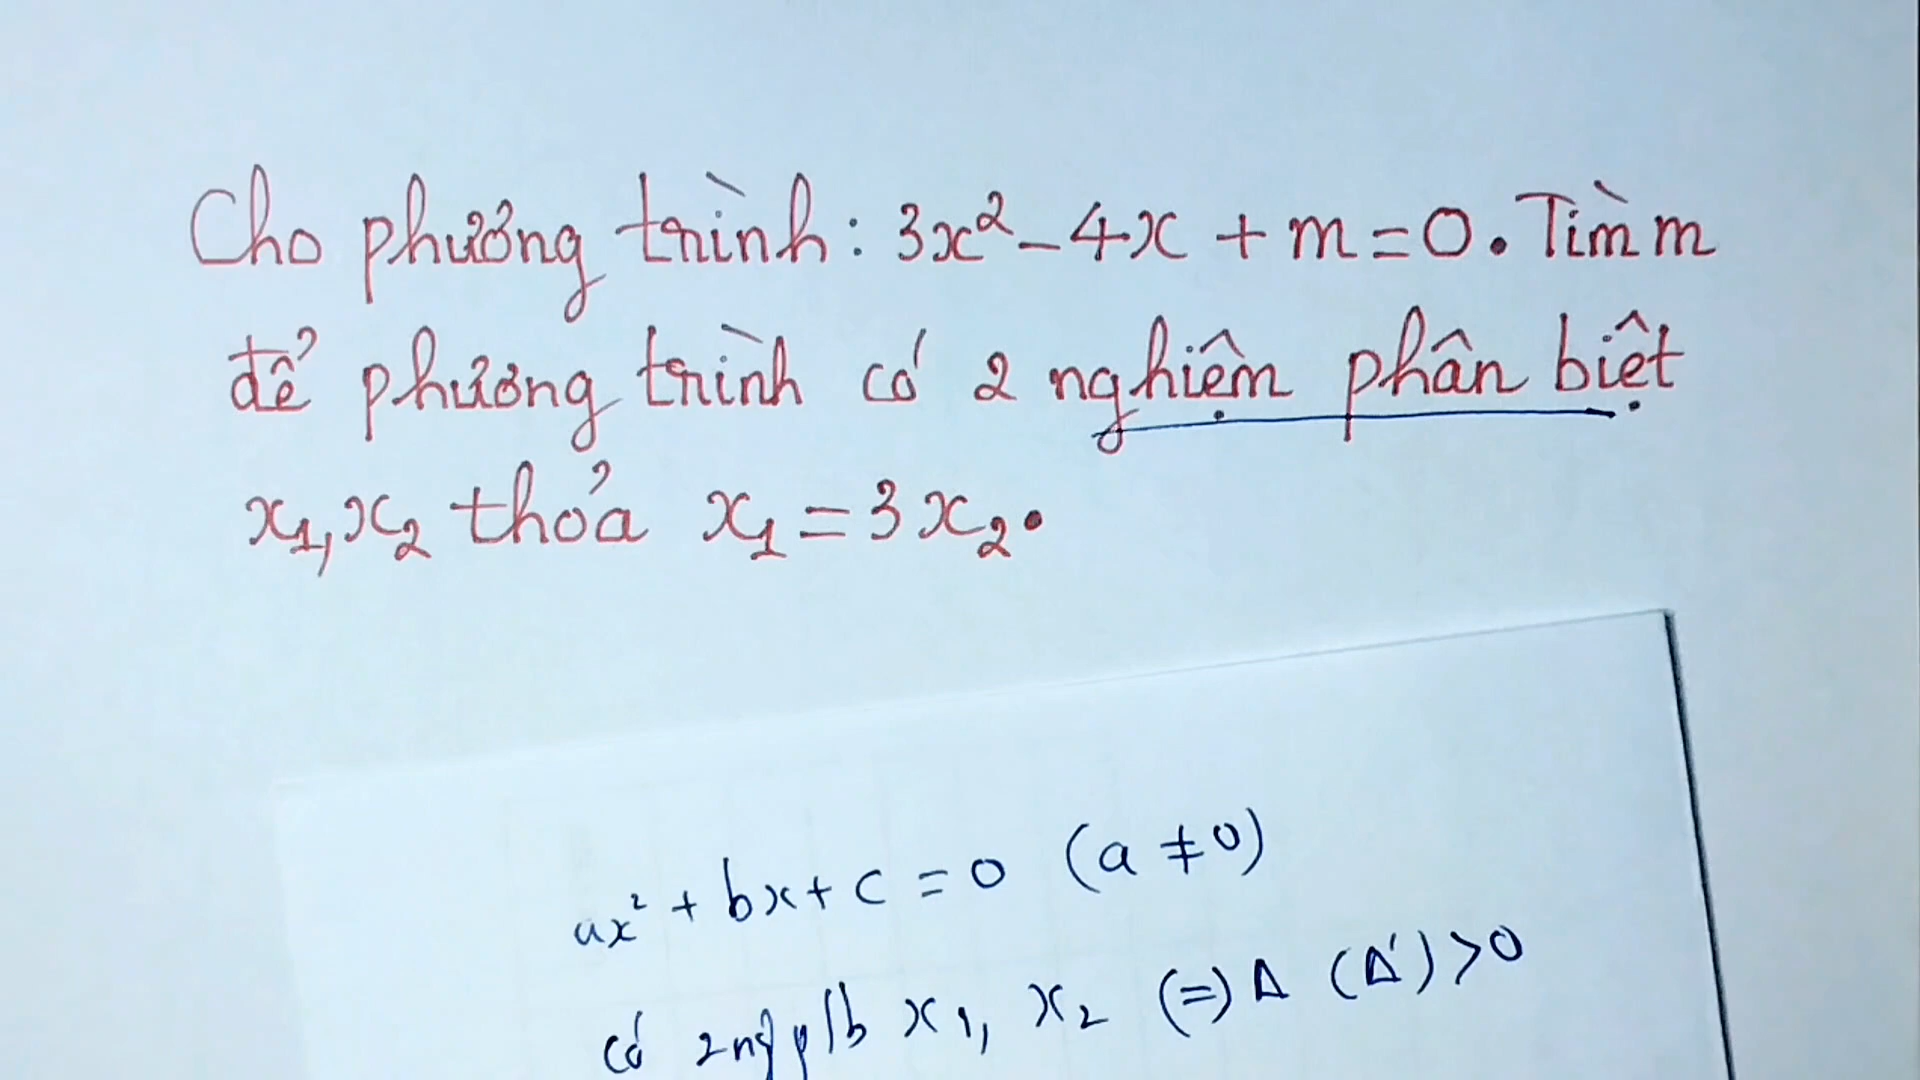 Cho phương trình: 3x² - 4x + m = 0. Tìm m
để phương trình có 2 nghiệm phân biệt
x₁, x₂ thỏa x₁ = 3x₂.
ax² + bx + c = 0 (a ≠ 0)
có 2 ng p/b x₁, x₂ (=) Δ (Δ') > 0